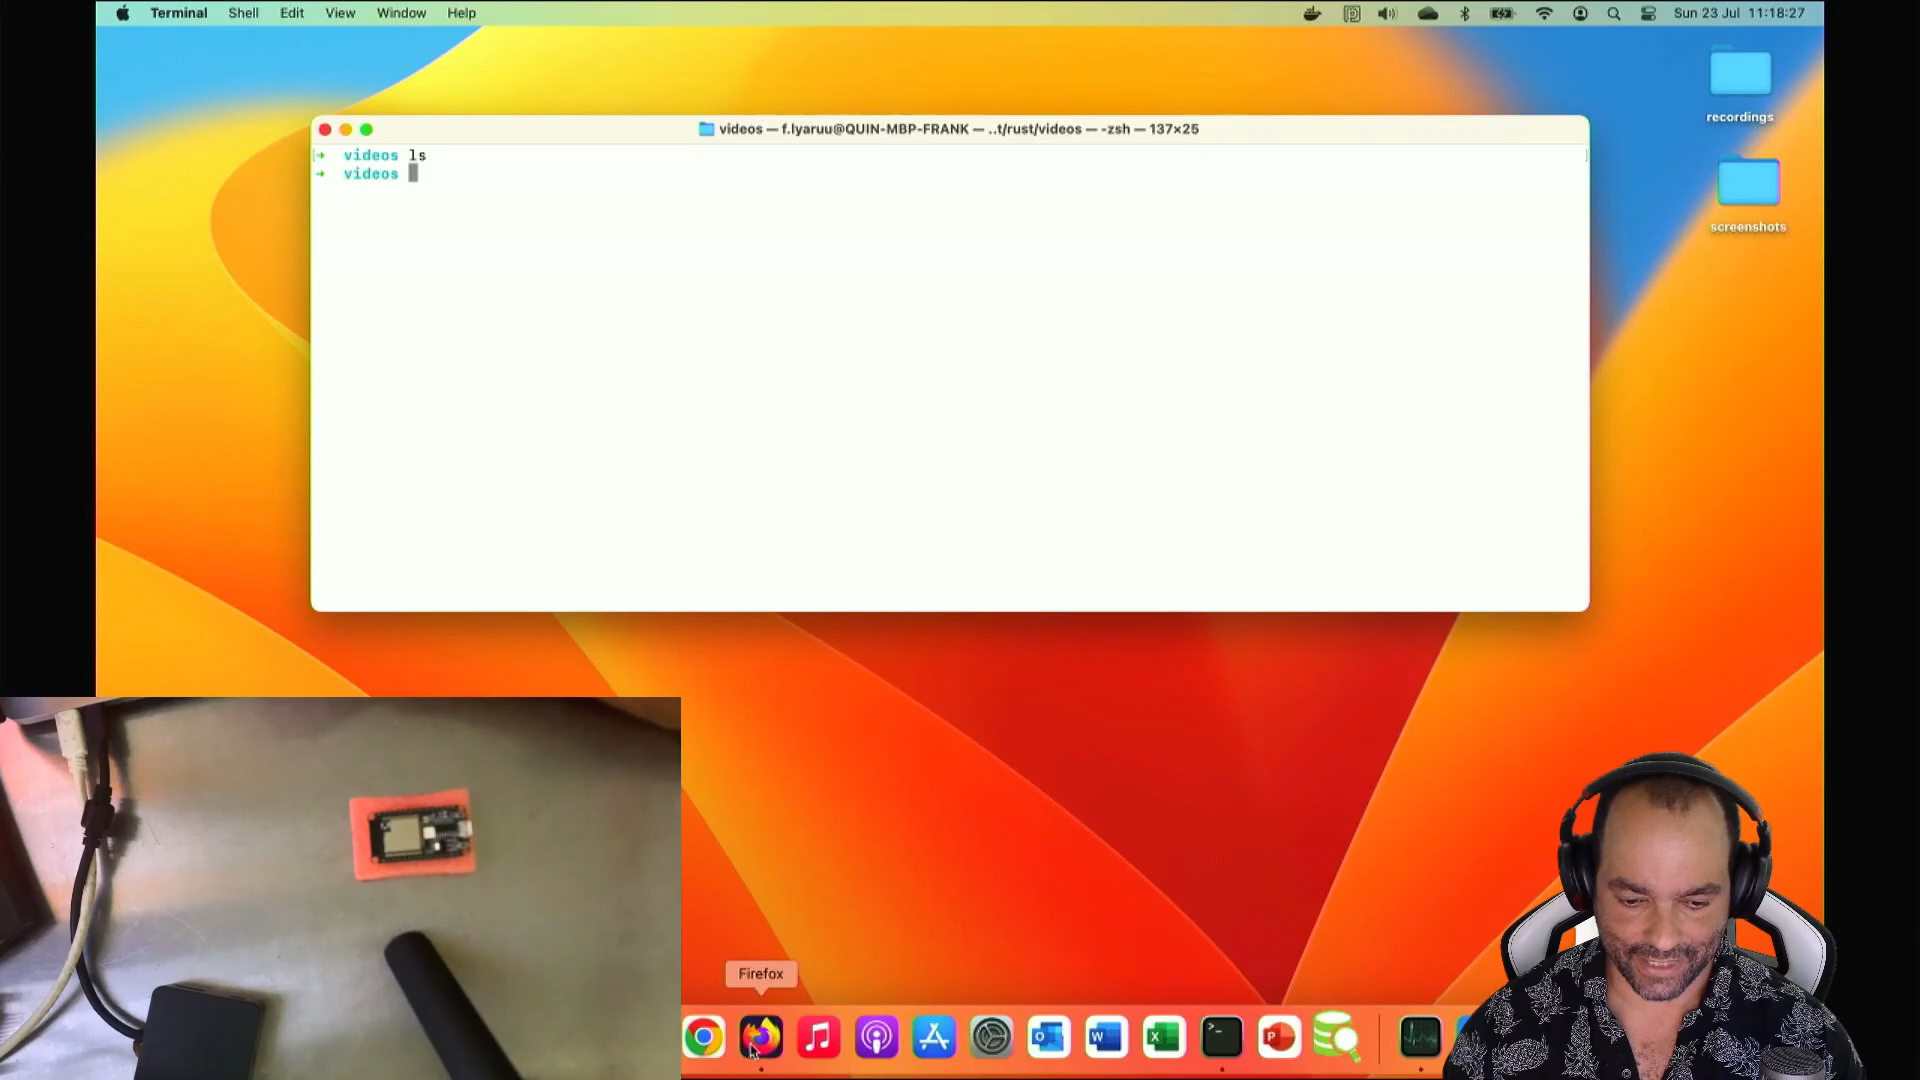 Terminal Shell Edit View Window Help Sun 23 Jul 11:18:27
recordings
screenshots
videos — f.lyaruu@QUIN-MBP-FRANK — ..t/rust/videos — -zsh — 137×25
videos ls
videos
Firefox